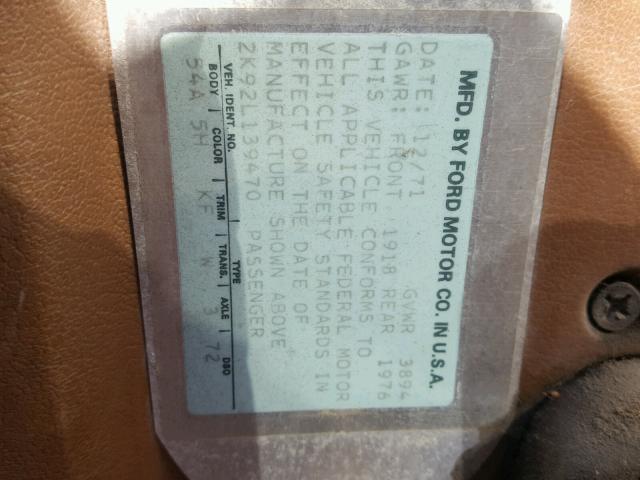 MFD. BY FORD MOTOR CO. IN U.S.A.
DATE: 12/71 GVWR 3894
GAWR: FRONT 1918 REAR 1976
THIS VEHICLE CONFORMS TO
ALL APPLICABLE FEDERAL MOTOR
VEHICLE SAFETY STANDARDS IN
EFFECT ON THE DATE OF
MANUFACTURE SHOWN ABOVE
2K92L139470 PASSENGER
VEH. IDENT. NO. TYPE
BODY COLOR TRIM TRANS. AXLE DSO
54A 5H KF W 3 72